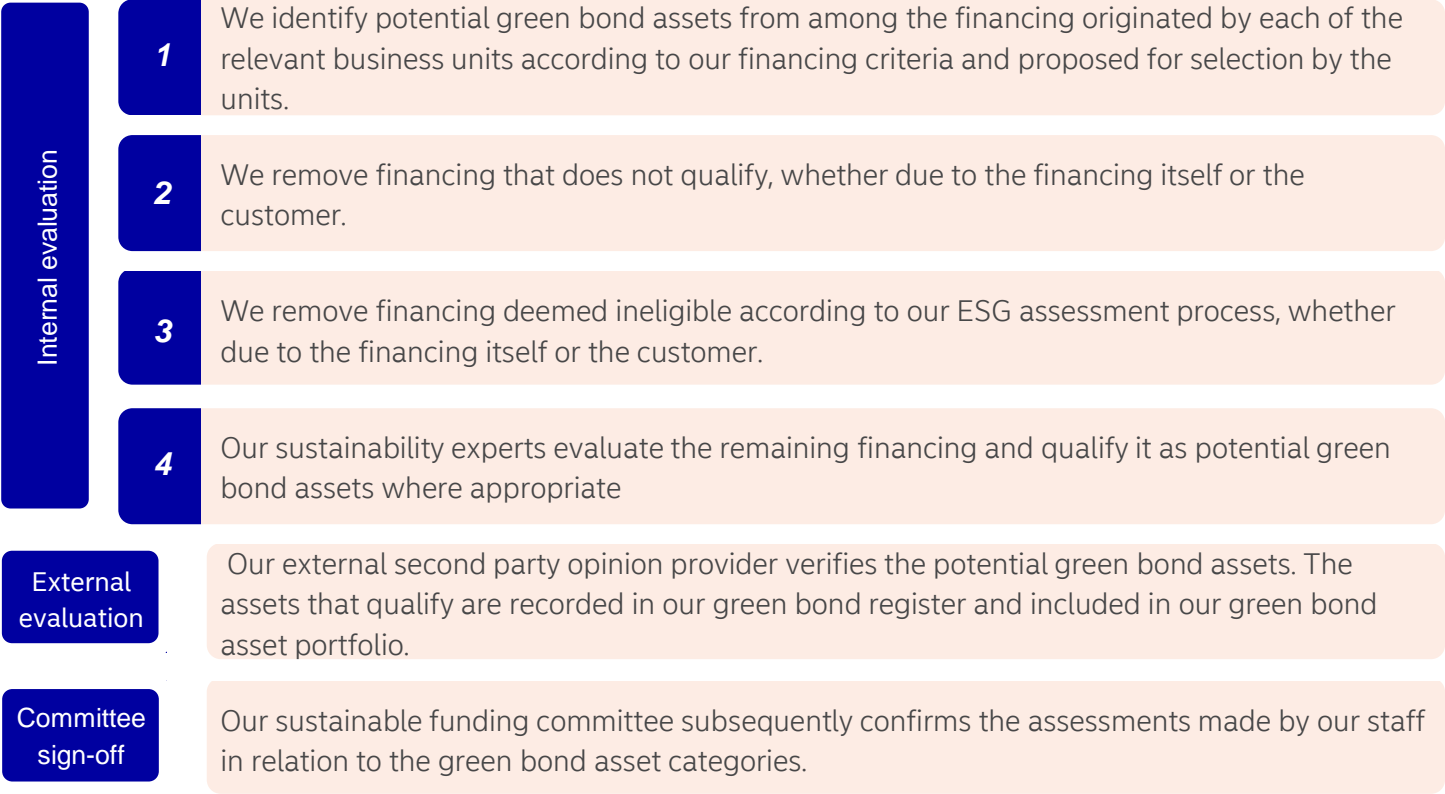 Internal evaluation
1
We identify potential green bond assets from among the financing originated by each of the
relevant business units according to our financing criteria and proposed for selection by the
units.
2
We remove financing that does not qualify, whether due to the financing itself or the
customer.
3
We remove financing deemed ineligible according to our ESG assessment process, whether
due to the financing itself or the customer.
4
Our sustainability experts evaluate the remaining financing and qualify it as potential green
bond assets where appropriate
External
evaluation
Our external second party opinion provider verifies the potential green bond assets. The
assets that qualify are recorded in our green bond register and included in our green bond
asset portfolio.
Committee
sign-off
Our sustainable funding committee subsequently confirms the assessments made by our staff
in relation to the green bond asset categories.